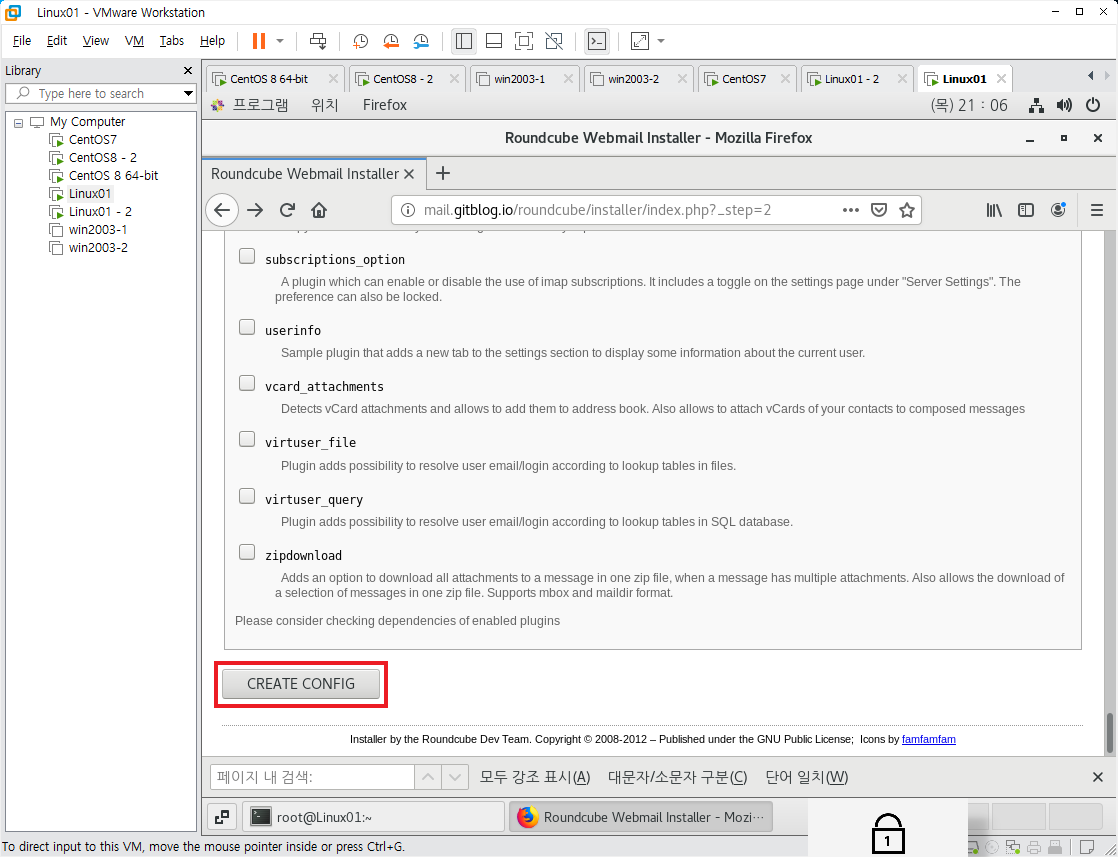 Linux01 - VMware Workstation
File Edit View VM Tabs Help
Library
Type here to search
My Computer
CentOS7
CentOS8 - 2
CentOS 8 64-bit
Linux01
Linux01 - 2
win2003-1
win2003-2
CentOS 8 64-bit CentOS8 - 2 win2003-1 win2003-2 CentOS7 Linux01 - 2 Linux01
프로그램 위치 Firefox (목) 21 : 06
Roundcube Webmail Installer - Mozilla Firefox
Roundcube Webmail Installer
mail.gitblog.io/roundcube/installer/index.php?_step=2
subscriptions_option
A plugin which can enable or disable the use of imap subscriptions. It includes a toggle on the settings page under "Server Settings". The
preference can also be locked.
userinfo
Sample plugin that adds a new tab to the settings section to display some information about the current user.
vcard_attachments
Detects vCard attachments and allows to add them to address book. Also allows to attach vCards of your contacts to composed messages
virtuser_file
Plugin adds possibility to resolve user email/login according to lookup tables in files.
virtuser_query
Plugin adds possibility to resolve user email/login according to lookup tables in SQL database.
zipdownload
Adds an option to download all attachments to a message in one zip file, when a message has multiple attachments. Also allows the download of
a selection of messages in one zip file. Supports mbox and maildir format.
Please consider checking dependencies of enabled plugins
CREATE CONFIG
Installer by the Roundcube Dev Team. Copyright © 2008-2012 – Published under the GNU Public License; Icons by famfamfam
페이지 내 검색: 모두 강조 표시(A) 대문자/소문자 구분(C) 단어 일치(W)
root@Linux01:~ Roundcube Webmail Installer - Mozi···
1
To direct input to this VM, move the mouse pointer inside or press Ctrl+G.